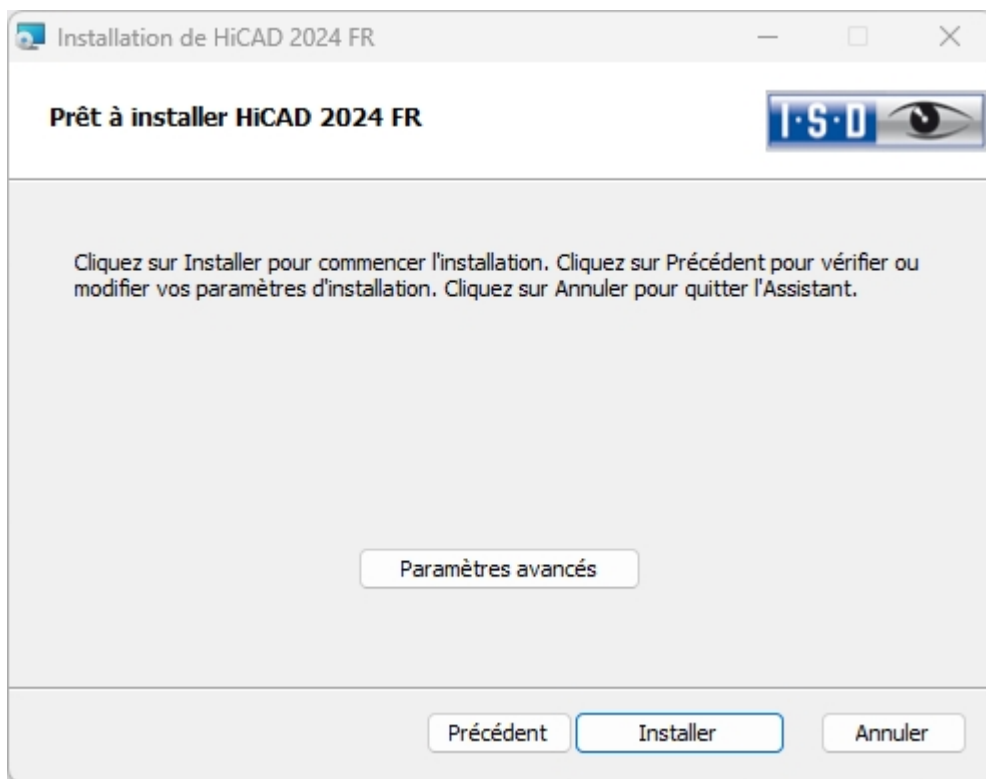 Installation de HiCAD 2024 FR
Prêt à installer HiCAD 2024 FR
I·S·D
Cliquez sur Installer pour commencer l'installation. Cliquez sur Précédent pour vérifier ou
modifier vos paramètres d'installation. Cliquez sur Annuler pour quitter l'Assistant.
Paramètres avancés
Précédent
Installer
Annuler